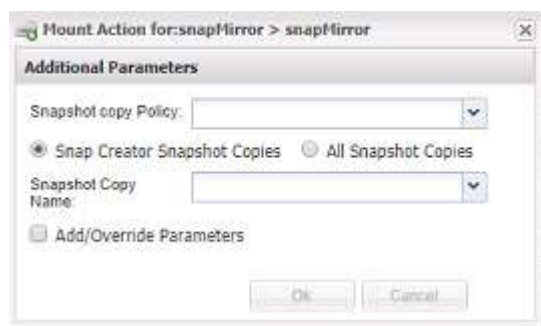 Mount Action for:snapMirror > snapMirror
Additional Parameters
Snapshot copy Policy:
Snap Creator Snapshot Copies All Snapshot Copies
Snapshot Copy
Name:
Add/Override Parameters
Ok Cancel